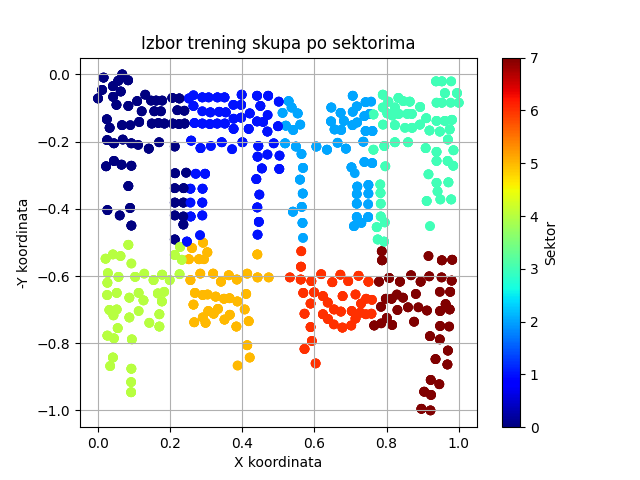 Izbor trening skupa po sektorima
0.0
−0.2
−0.4
−0.6
−0.8
−1.0
-Y koordinata
0.0 0.2 0.4 0.6 0.8 1.0
X koordinata
7
6
5
4
3
2
1
0
Sektor